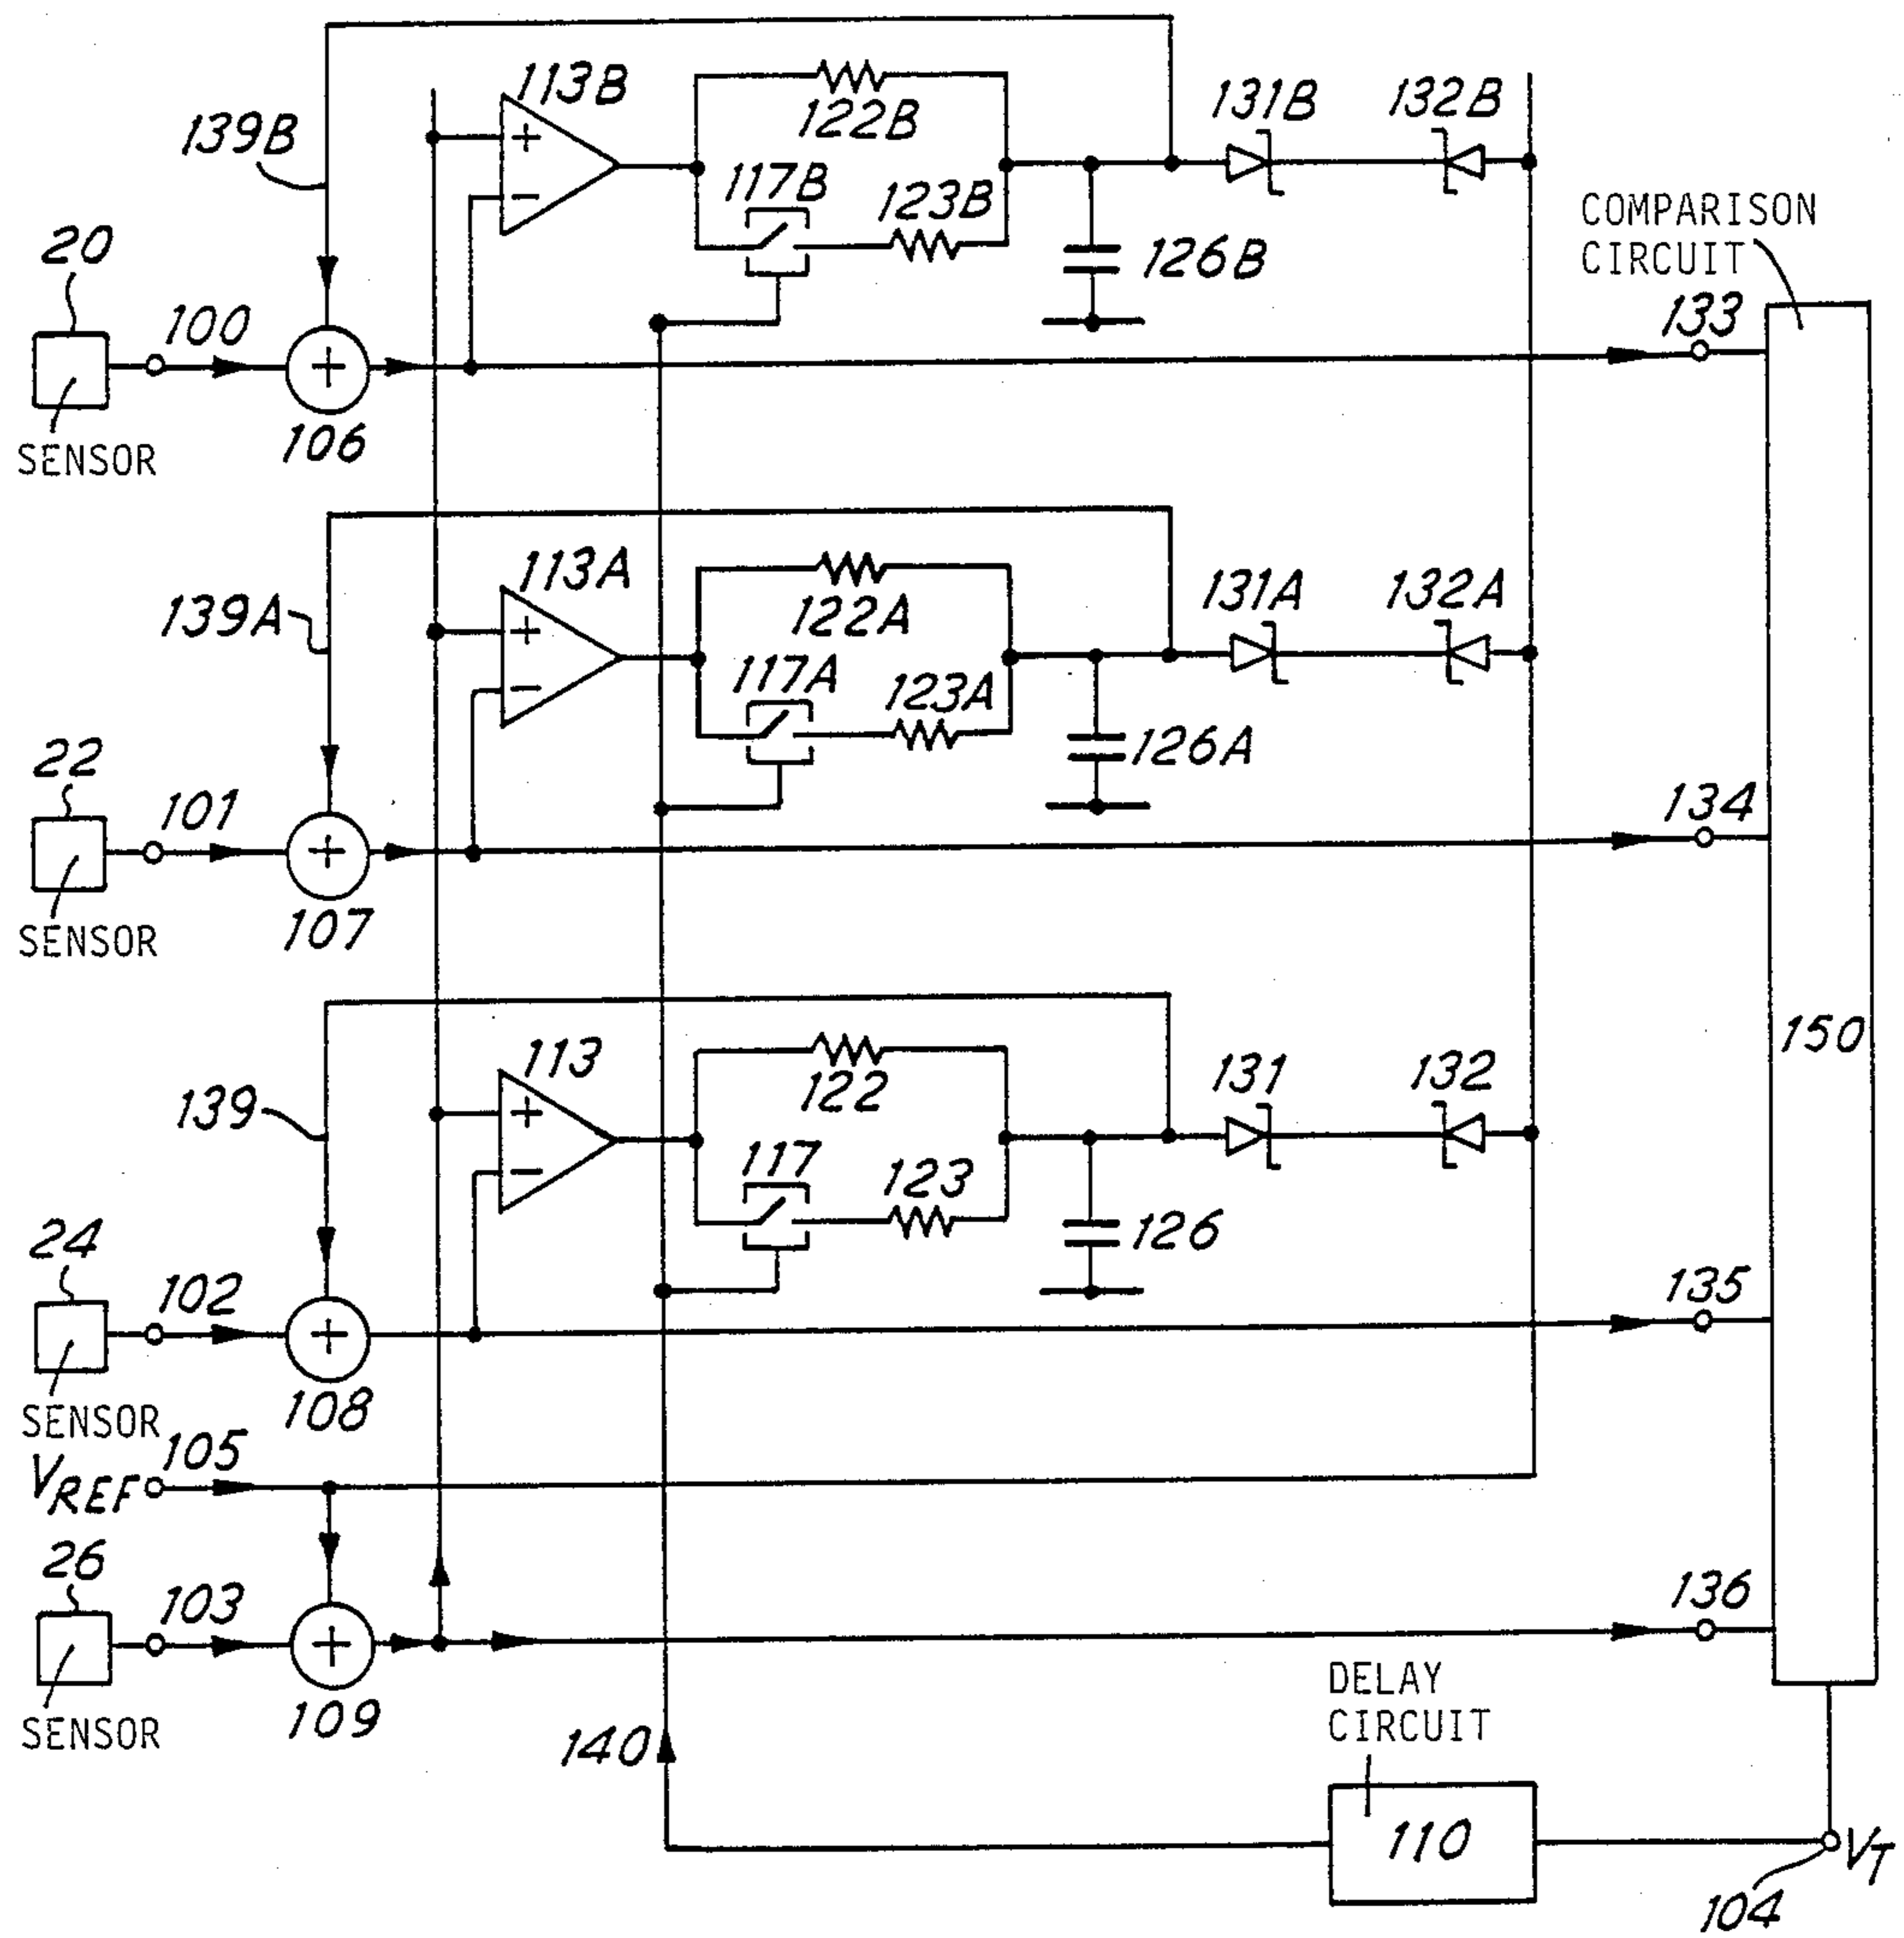 113B
122B
131B
132B
139B
117B
123B
126B
COMPARISON
CIRCUIT
20
100
133
+
−
+
SENSOR
106
113A
122A
131A
132A
139A
117A
123A
126A
22
101
134
+
−
+
SENSOR
107
150
113
122
131
132
139
117
123
126
24
102
135
+
−
+
SENSOR
108
105
VREF
26
103
136
+
SENSOR
109
DELAY
CIRCUIT
140
110
VT
104